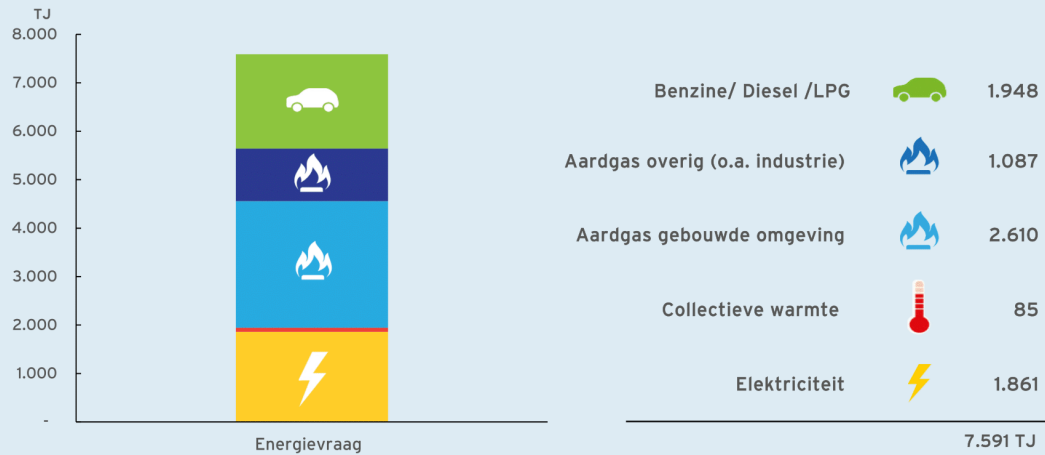 TJ
8.000
7.000
6.000
5.000
4.000
3.000
2.000
1.000
-
Energievraag
Benzine/ Diesel /LPG 1.948
Aardgas overig (o.a. industrie) 1.087
Aardgas gebouwde omgeving 2.610
Collectieve warmte 85
Elektriciteit 1.861
7.591 TJ